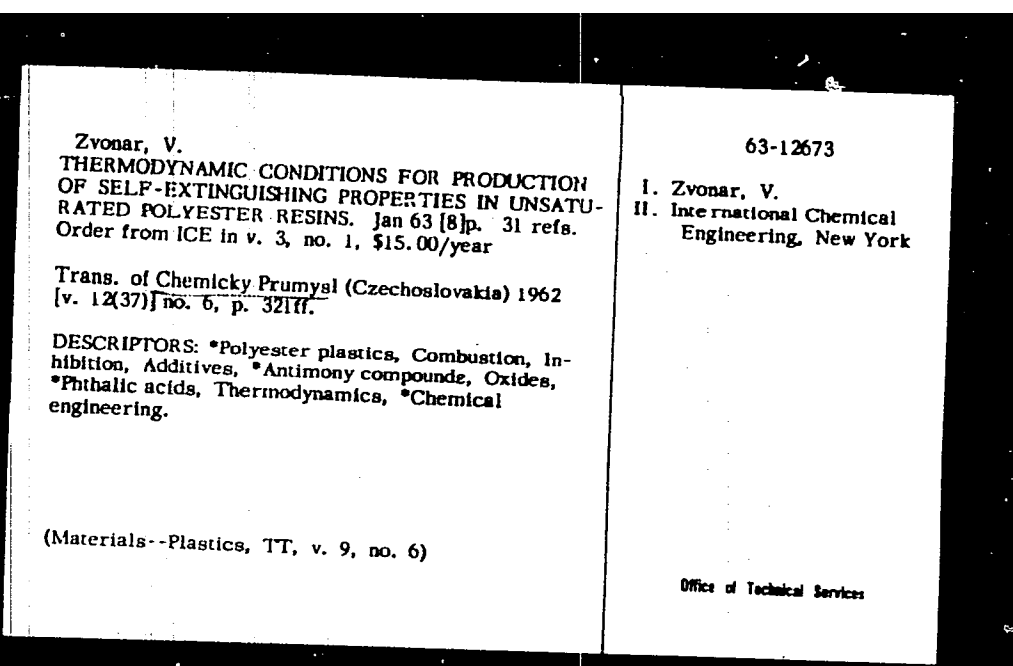 Zvonar, V.
THERMODYNAMIC CONDITIONS FOR PRODUCTION
OF SELF-EXTINGUISHING PROPERTIES IN UNSATU-
RATED POLYESTER RESINS. Jan 63 [8]p. 31 refs.
Order from ICE in v. 3, no. 1, $15.00/year
Trans. of Chemicky Prumysl (Czechoslovakia) 1962
[v. 12(37)] no. 6, p. 321ff.
DESCRIPTORS: *Polyester plastics, Combustion, In-
hibition, Additives, *Antimony compounds, Oxides,
*Phthalic acids, Thermodynamics, *Chemical
engineering.
(Materials--Plastics, TT, v. 9, no. 6)
63-12673
I. Zvonar, V.
II. International Chemical
Engineering, New York
Office of Technical Services